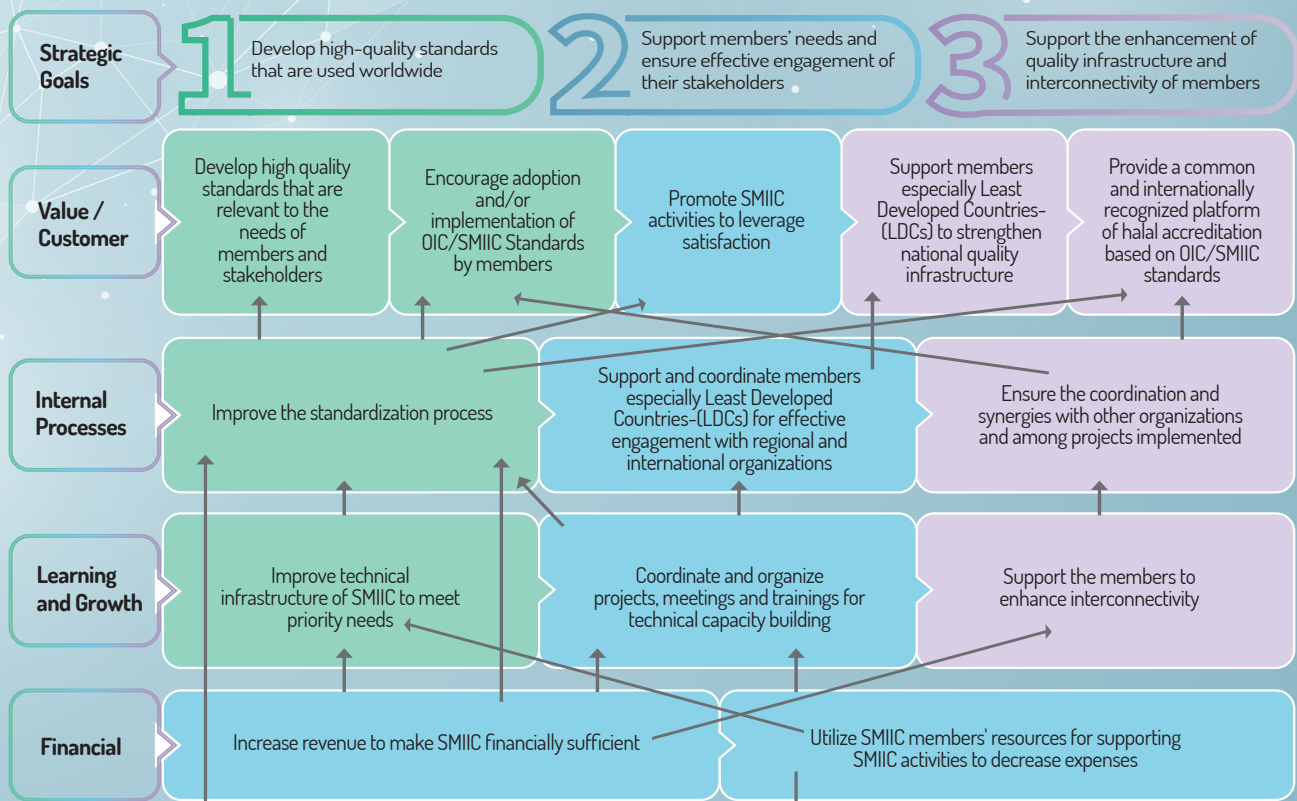 Strategic
Goals
1
Develop high-quality standards
that are used worldwide
2
Support members' needs and
ensure effective engagement of
their stakeholders
3
Support the enhancement of
quality infrastructure and
interconnectivity of members
Value /
Customer
Develop high quality
standards that are
relevant to the
needs of
members and
stakeholders
Encourage adoption
and/or
implementation of
OIC/SMIIC Standards
by members
Promote SMIIC
activities to leverage
satisfaction
Support members
especially Least
Developed Countries-
(LDCs) to strengthen
national quality
infrastructure
Provide a common
and internationally
recognized platform
of halal accreditation
based on OIC/SMIIC
standards
Internal
Processes
Improve the standardization process
Support and coordinate members
especially Least Developed
Countries-(LDCs) for effective
engagement with regional and
international organizations
Ensure the coordination and
synergies with other organizations
and among projects implemented
Learning
and Growth
Improve technical
infrastructure of SMIIC to meet
priority needs
Coordinate and organize
projects, meetings and trainings for
technical capacity building
Support the members to
enhance interconnectivity
Financial
Increase revenue to make SMIIC financially sufficient
Utilize SMIIC members' resources for supporting
SMIIC activities to decrease expenses